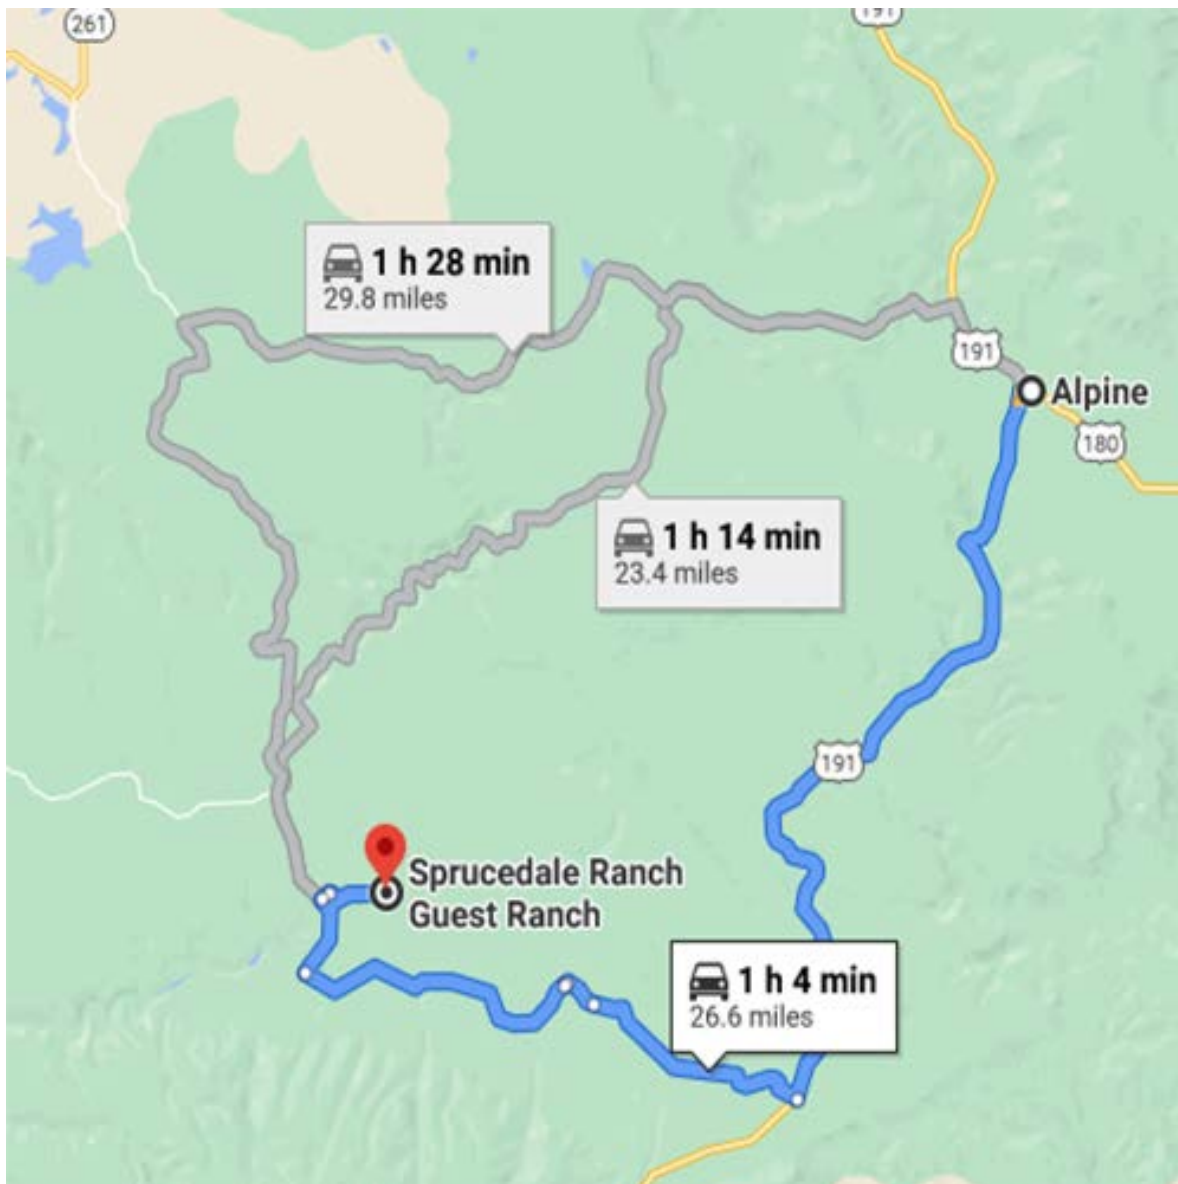 261
191
1 h 28 min
29.8 miles
191
Alpine
180
1 h 14 min
23.4 miles
191
Sprucedale Ranch
Guest Ranch
1 h 4 min
26.6 miles